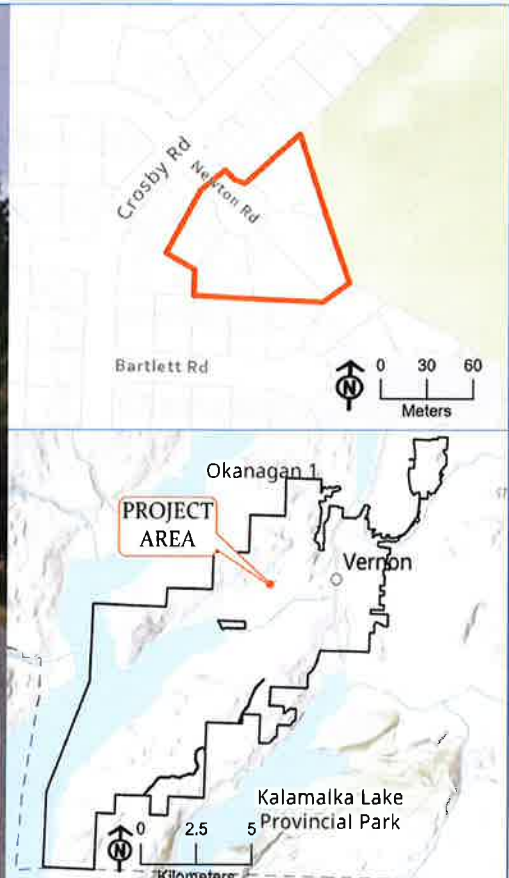 Crosby Rd
Newton Rd
Bartlett Rd
N
0 30 60
Meters
Okanagan 1
PROJECT
AREA
Vernon
Kalamalka Lake
Provincial Park
N
0 2.5 5
Kilometers